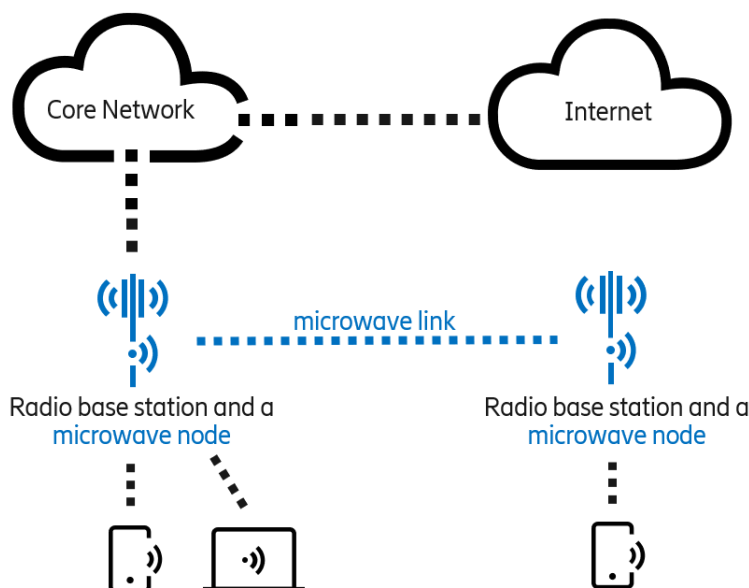 Core Network
Internet
microwave link
Radio base station and a
microwave node
Radio base station and a
microwave node